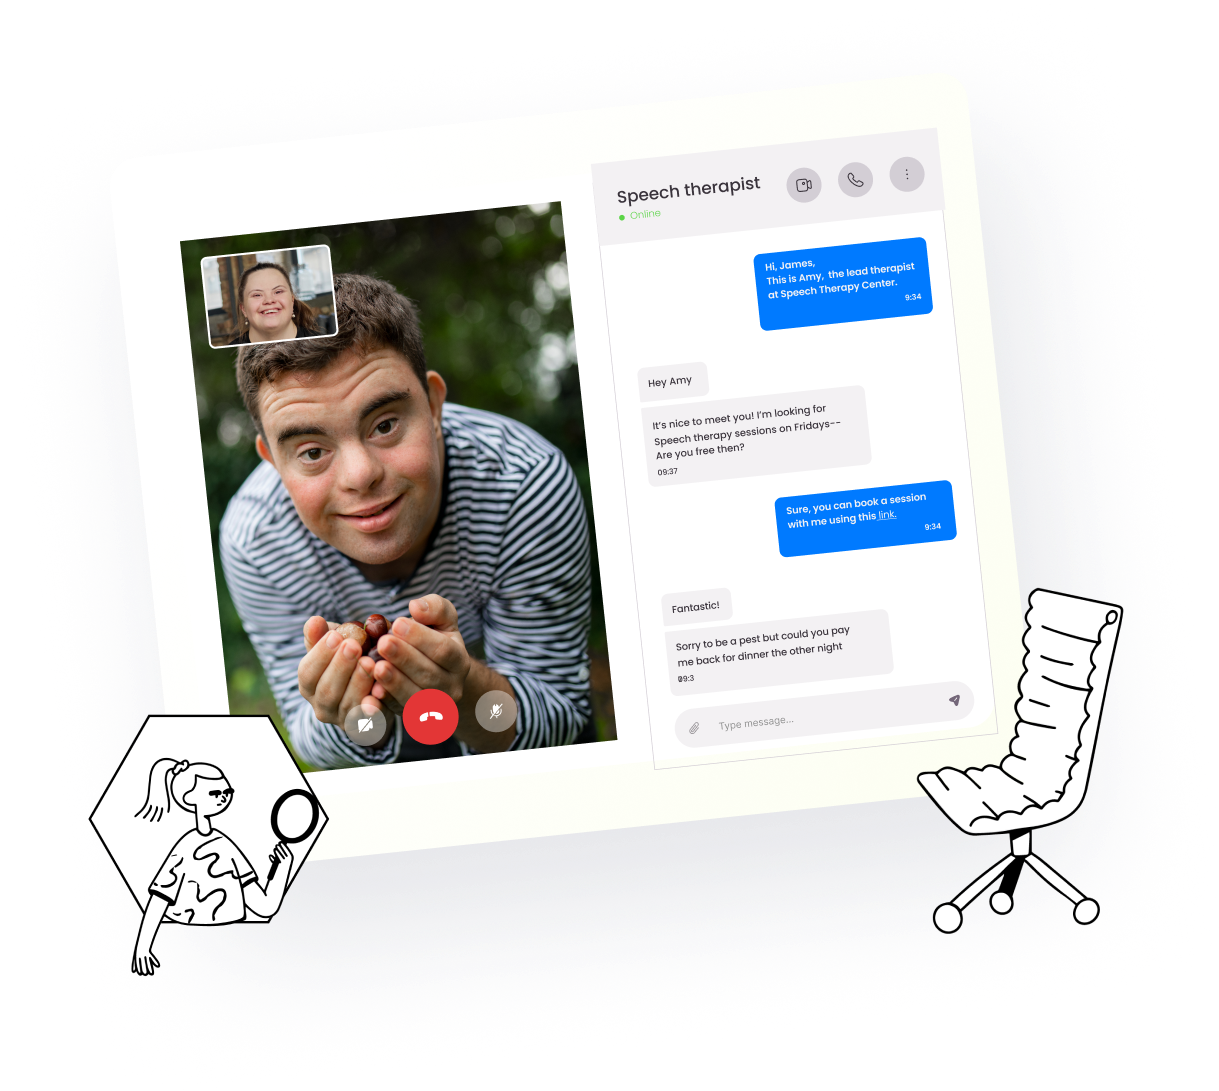 Speech therapist
Online
Hi, James,
This is Amy, the lead therapist
at Speech Therapy Center.
9:34
Hey Amy
It's nice to meet you! I'm looking for
Speech therapy sessions on Fridays--
Are you free then?
09:37
Sure, you can book a session
with me using this link.
9:34
Fantastic!
Sorry to be a pest but could you pay
me back for dinner the other night
Type message...